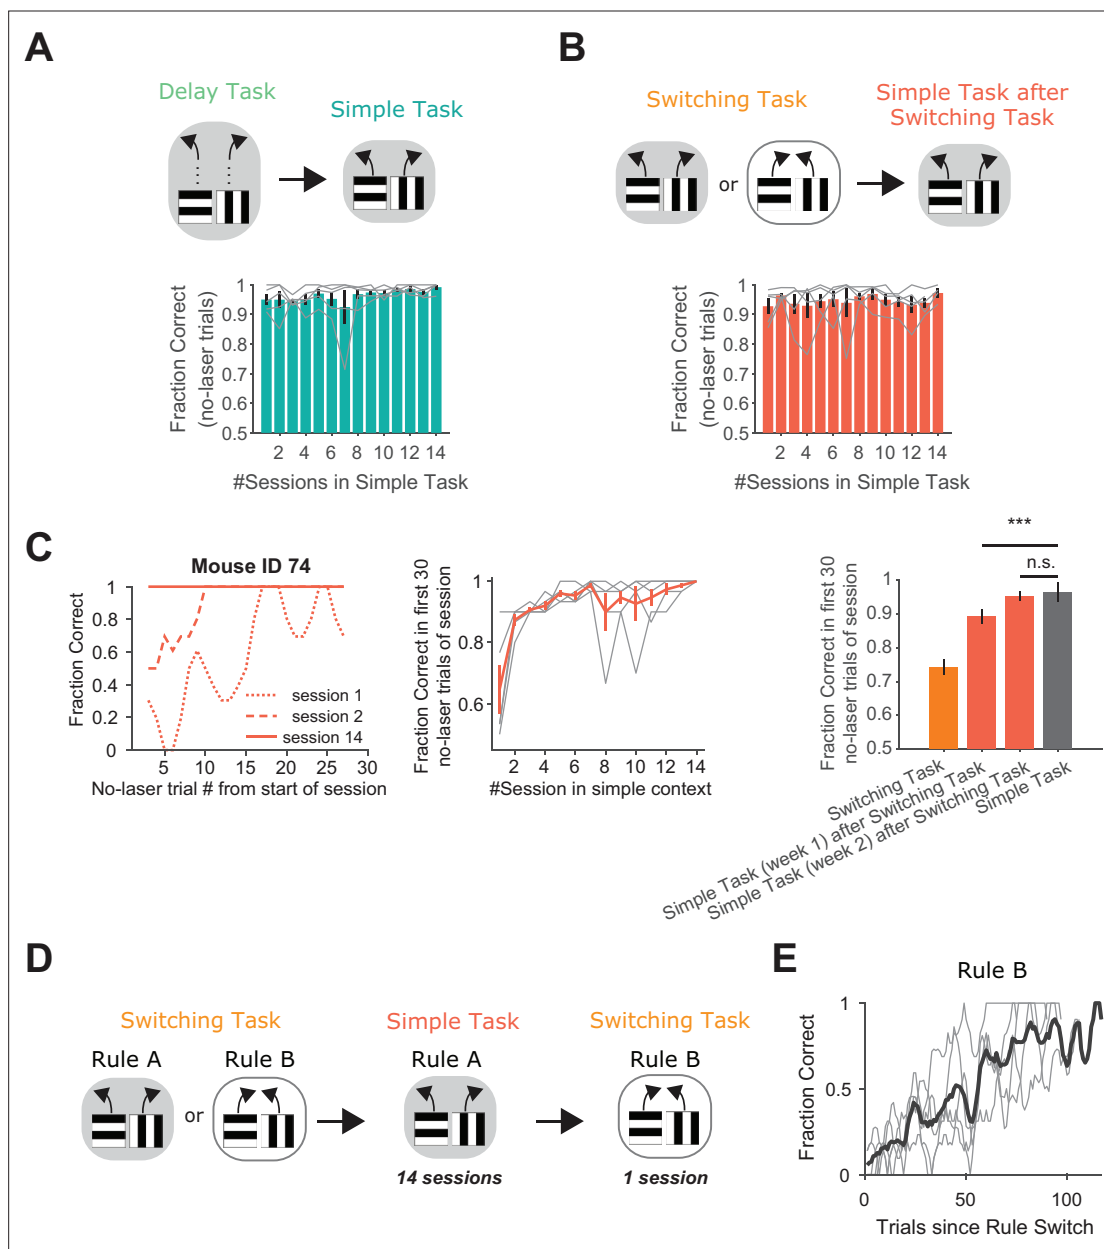 A
Delay Task
Simple Task
Fraction Correct
(no-laser trials)
1
0.9
0.8
0.7
0.6
0.5
2 4 6 8 10 12 14
#Sessions in Simple Task
B
Switching Task
Simple Task after
Switching Task
or
Fraction Correct
(no-laser trials)
1
0.9
0.8
0.7
0.6
0.5
2 4 6 8 10 12 14
#Sessions in Simple Task
C
Mouse ID 74
Fraction Correct
1
0.8
0.6
0.4
0.2
0
session 1
session 2
session 14
5 10 15 20 25 30
No-laser trial # from start of session
Fraction Correct in first 30
no-laser trials of session
1
0.8
0.6
2 4 6 8 10 12 14
#Session in simple context
Fraction Correct in first 30
no-laser trials of session
***
n.s.
1
0.9
0.8
0.7
0.6
0.5
Switching Task
Simple Task (week 1) after Switching Task
Simple Task (week 2) after Switching Task
Simple Task
D
Switching Task
Rule A
or
Rule B
Simple Task
Rule A
14 sessions
Switching Task
Rule B
1 session
E
Rule B
Fraction Correct
1
0.5
0
0 50 100
Trials since Rule Switch